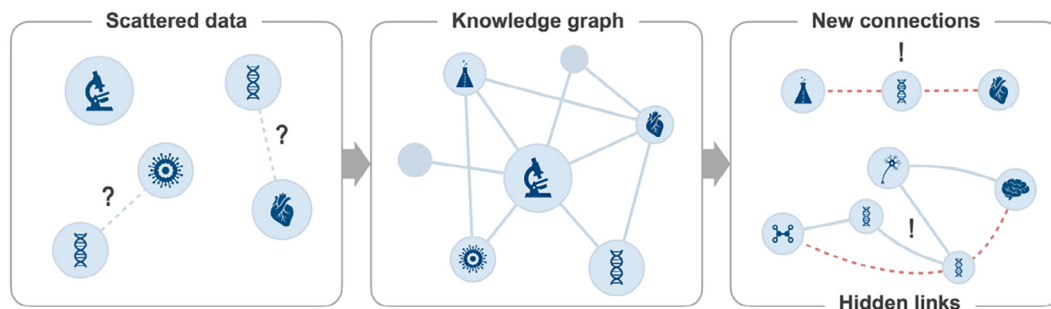 Scattered data
?
?
Knowledge graph
New connections
!
!
Hidden links